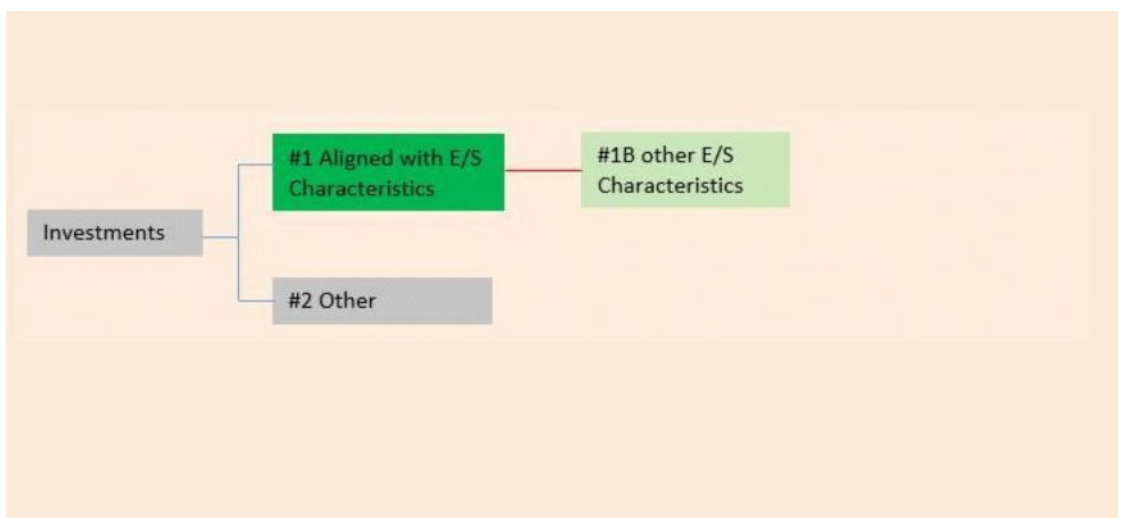 #1 Aligned with E/S
Characteristics
#1B other E/S
Characteristics
Investments
#2 Other